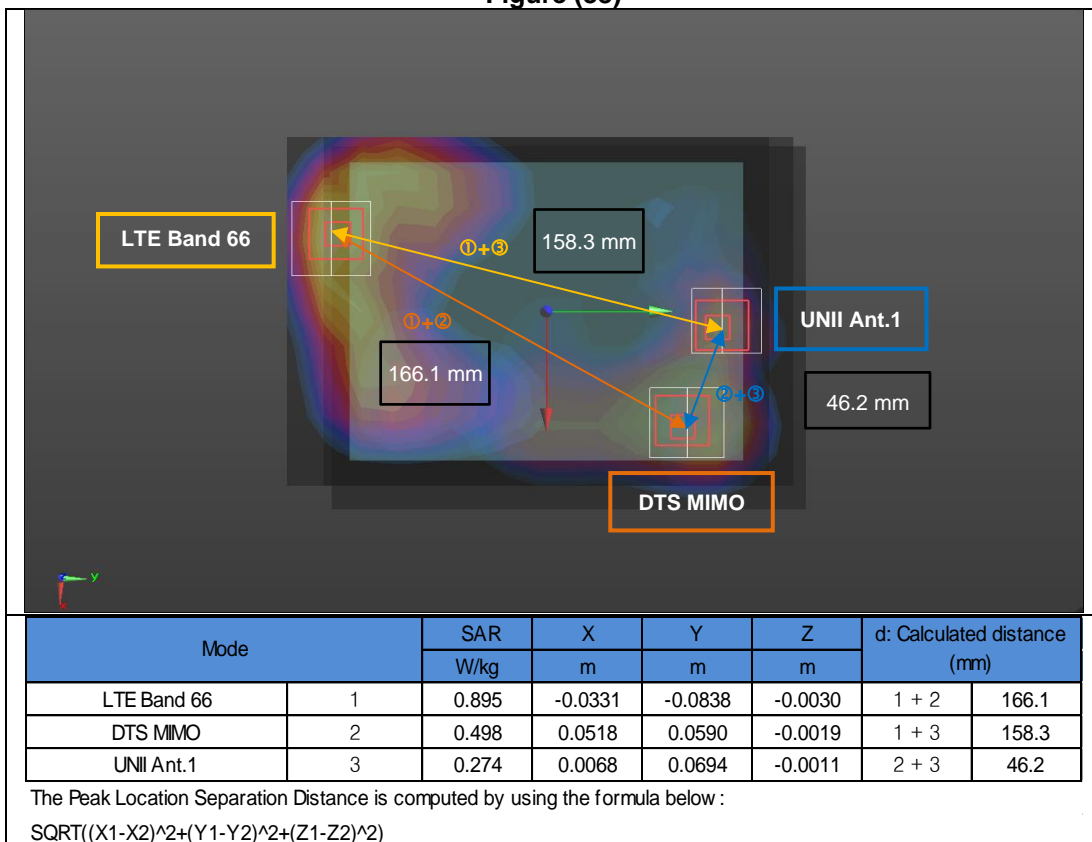 LTE Band 66
①+③
158.3 mm
UNII Ant.1
①+②
166.1 mm
②+③
46.2 mm
DTS MIMO
y
x
Mode SAR X Y Z d: Calculated distance (mm)
W/kg m m m
LTE Band 66 1 0.895 -0.0331 -0.0838 -0.0030 1 + 2 166.1
DTS MIMO 2 0.498 0.0518 0.0590 -0.0019 1 + 3 158.3
UNII Ant.1 3 0.274 0.0068 0.0694 -0.0011 2 + 3 46.2
The Peak Location Separation Distance is computed by using the formula below :
SQRT((X1-X2)^2+(Y1-Y2)^2+(Z1-Z2)^2)